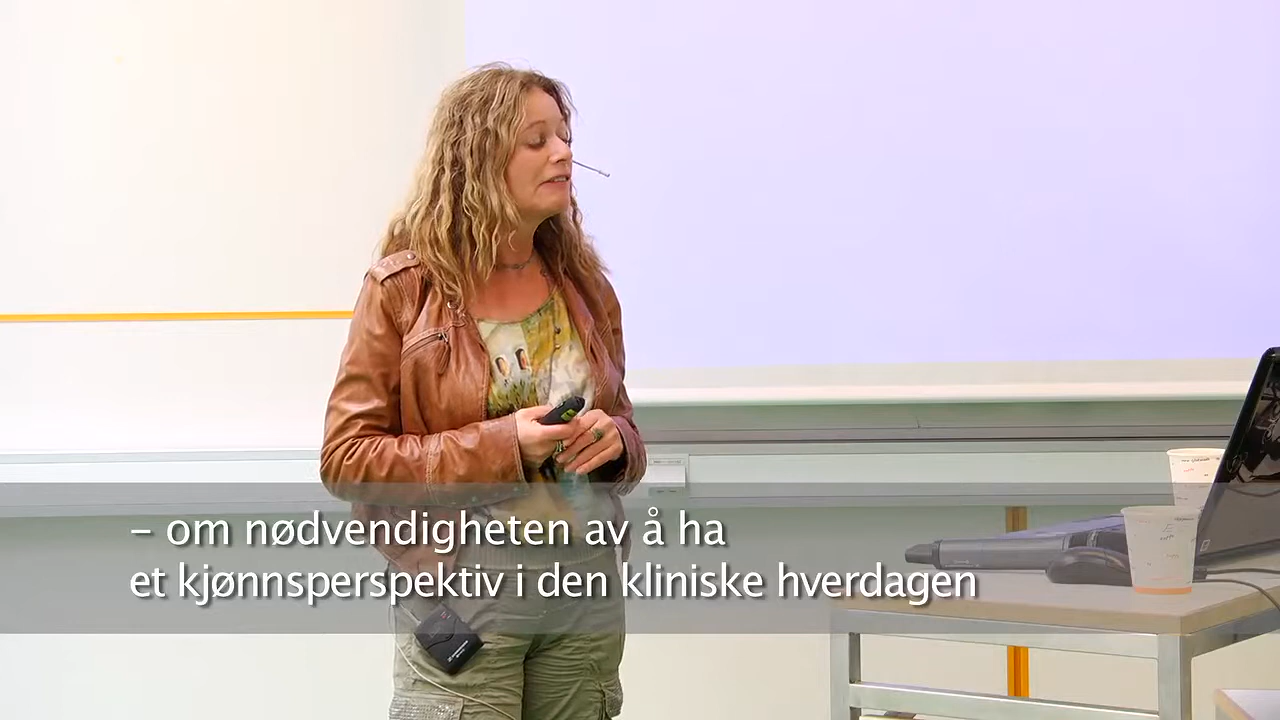 – om nødvendigheten av å ha
et kjønnsperspektiv i den kliniske hverdagen